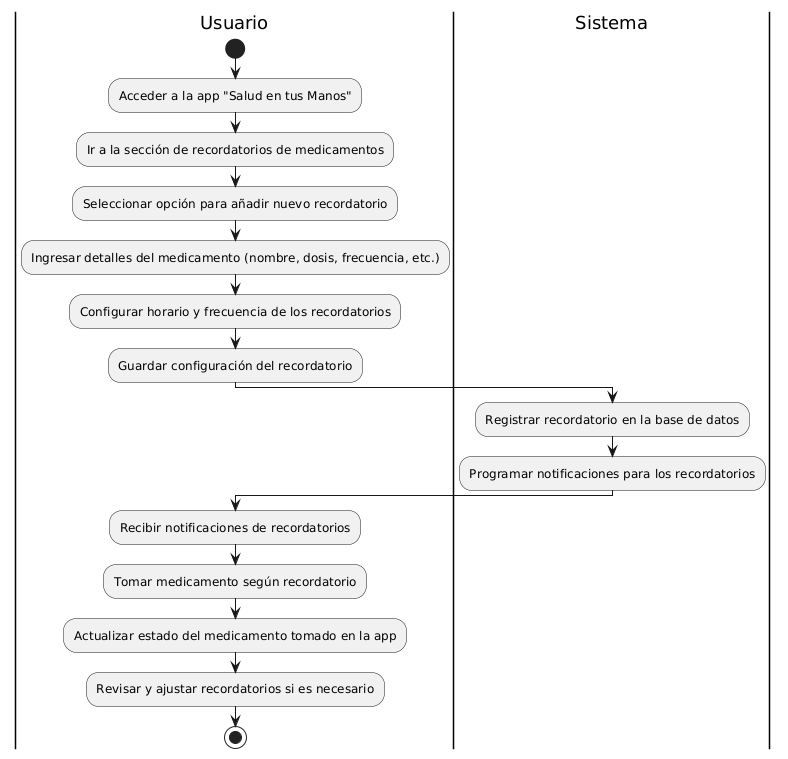 Usuario
Sistema
Acceder a la app "Salud en tus Manos"
Ir a la sección de recordatorios de medicamentos
Seleccionar opción para añadir nuevo recordatorio
Ingresar detalles del medicamento (nombre, dosis, frecuencia, etc.)
Configurar horario y frecuencia de los recordatorios
Guardar configuración del recordatorio
Registrar recordatorio en la base de datos
Programar notificaciones para los recordatorios
Recibir notificaciones de recordatorios
Tomar medicamento según recordatorio
Actualizar estado del medicamento tomado en la app
Revisar y ajustar recordatorios si es necesario